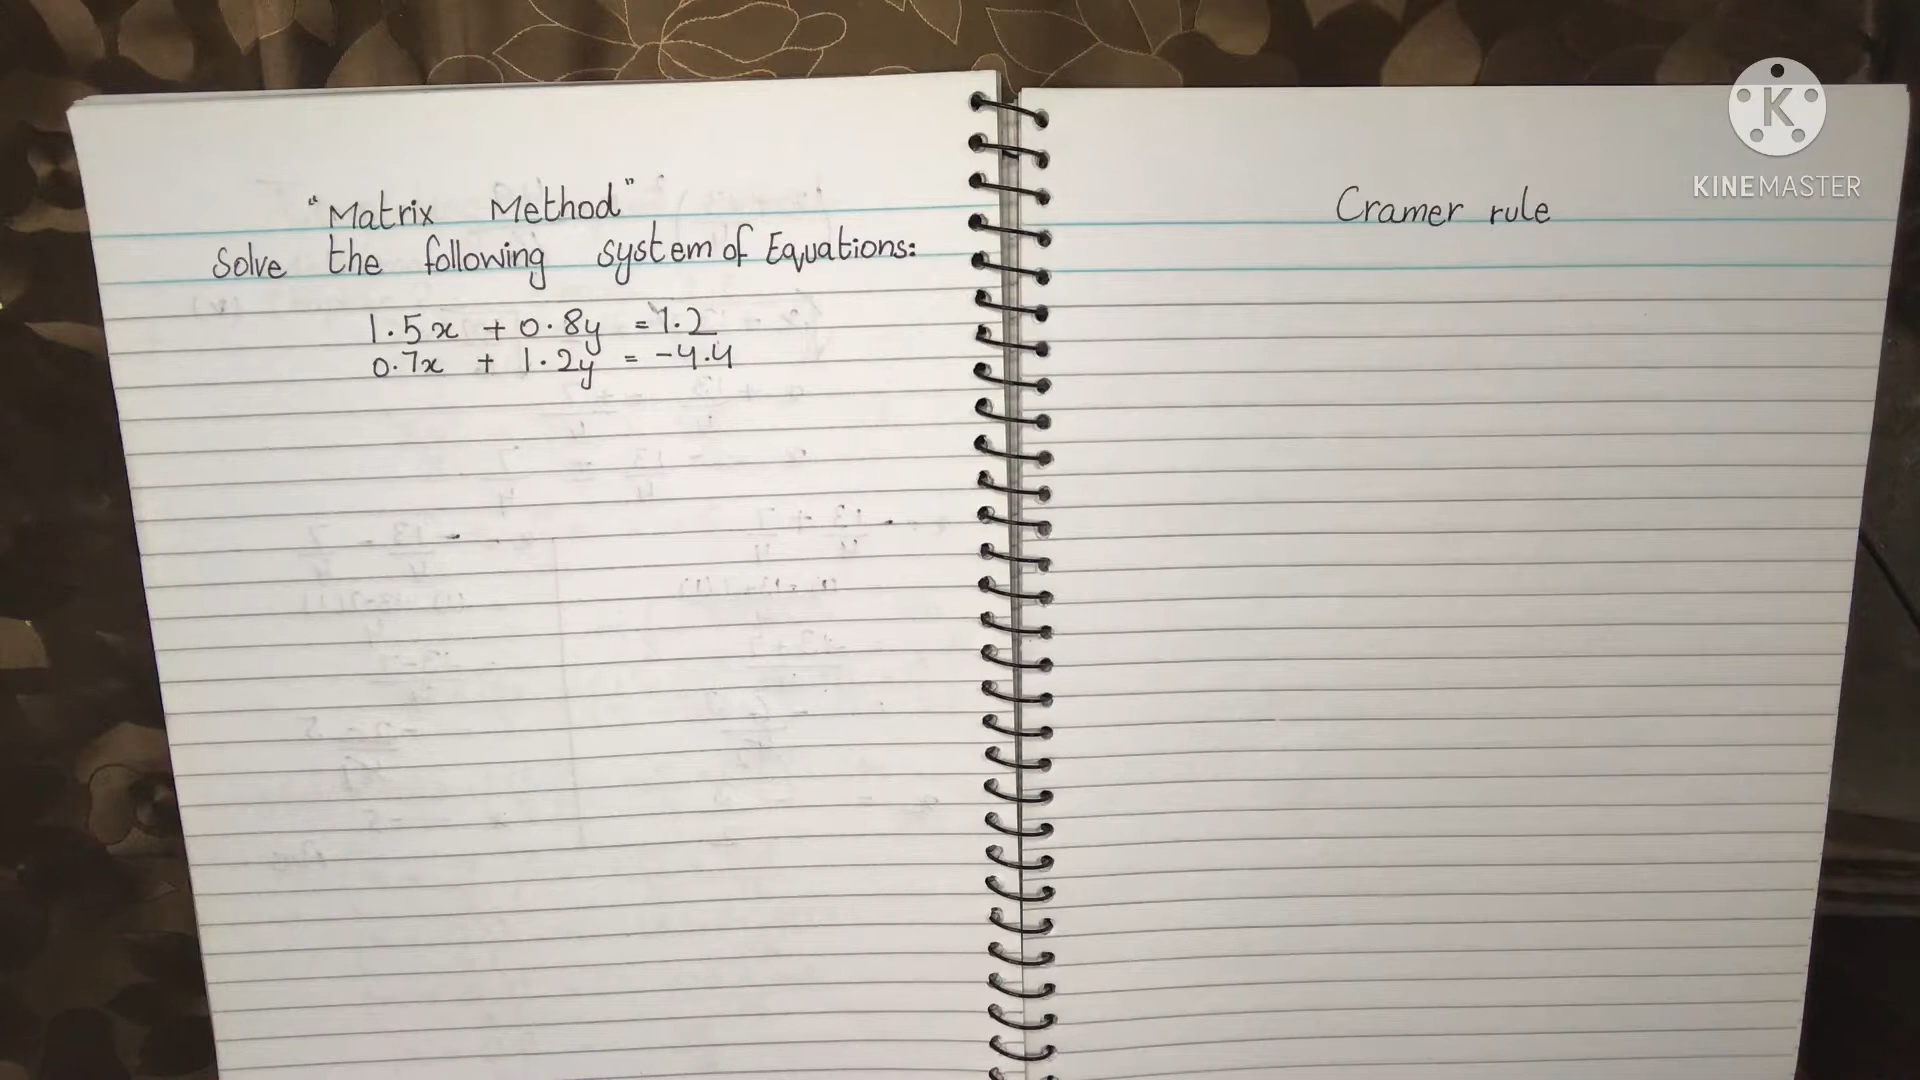 "Matrix Method"
Solve the following system of Equations:
1.5x + 0.8y = 1.2
0.7x + 1.2y = -4.4
Cramer rule
K
KINEMASTER